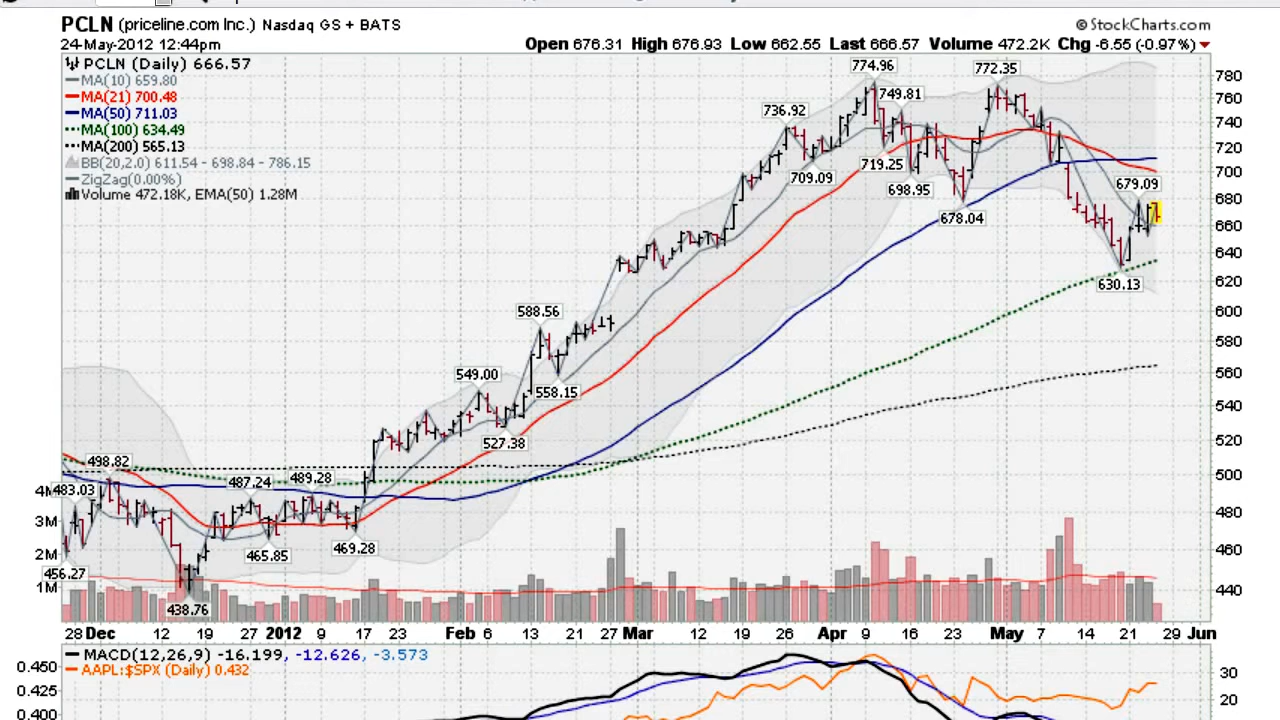 PCLN (priceline.com Inc.) Nasdaq GS + BATS © StockCharts.com
24-May-2012 12:44pm Open 676.31 High 676.93 Low 662.55 Last 666.57 Volume 472.2K Chg -6.55 (-0.97%)
PCLN (Daily) 666.57
MA(10) 659.80
MA(21) 700.48
MA(50) 711.03
MA(100) 634.49
MA(200) 565.13
BB(20,2.0) 611.54 - 698.84 - 786.15
ZigZag(0.00%)
Volume 472.18K, EMA(50) 1.28M
774.96
772.35
749.81
736.92
719.25
709.09
698.95
679.09
678.04
630.13
588.56
558.15
549.00
527.38
498.82
489.28
487.24
483.03
469.28
465.85
456.27
438.76
780
760
740
720
700
680
660
640
620
600
580
560
540
520
500
480
460
440
4M
3M
2M
1M
28 Dec 12 19 27 2012 9 17 23 Feb 6 13 21 27 Mar 12 19 26 Apr 9 16 23 May 7 14 21 29 Jun
MACD(12,26,9) -16.199, -12.626, -3.573
AAPL:$SPX (Daily) 0.432
0.450
0.425
0.400
30
20